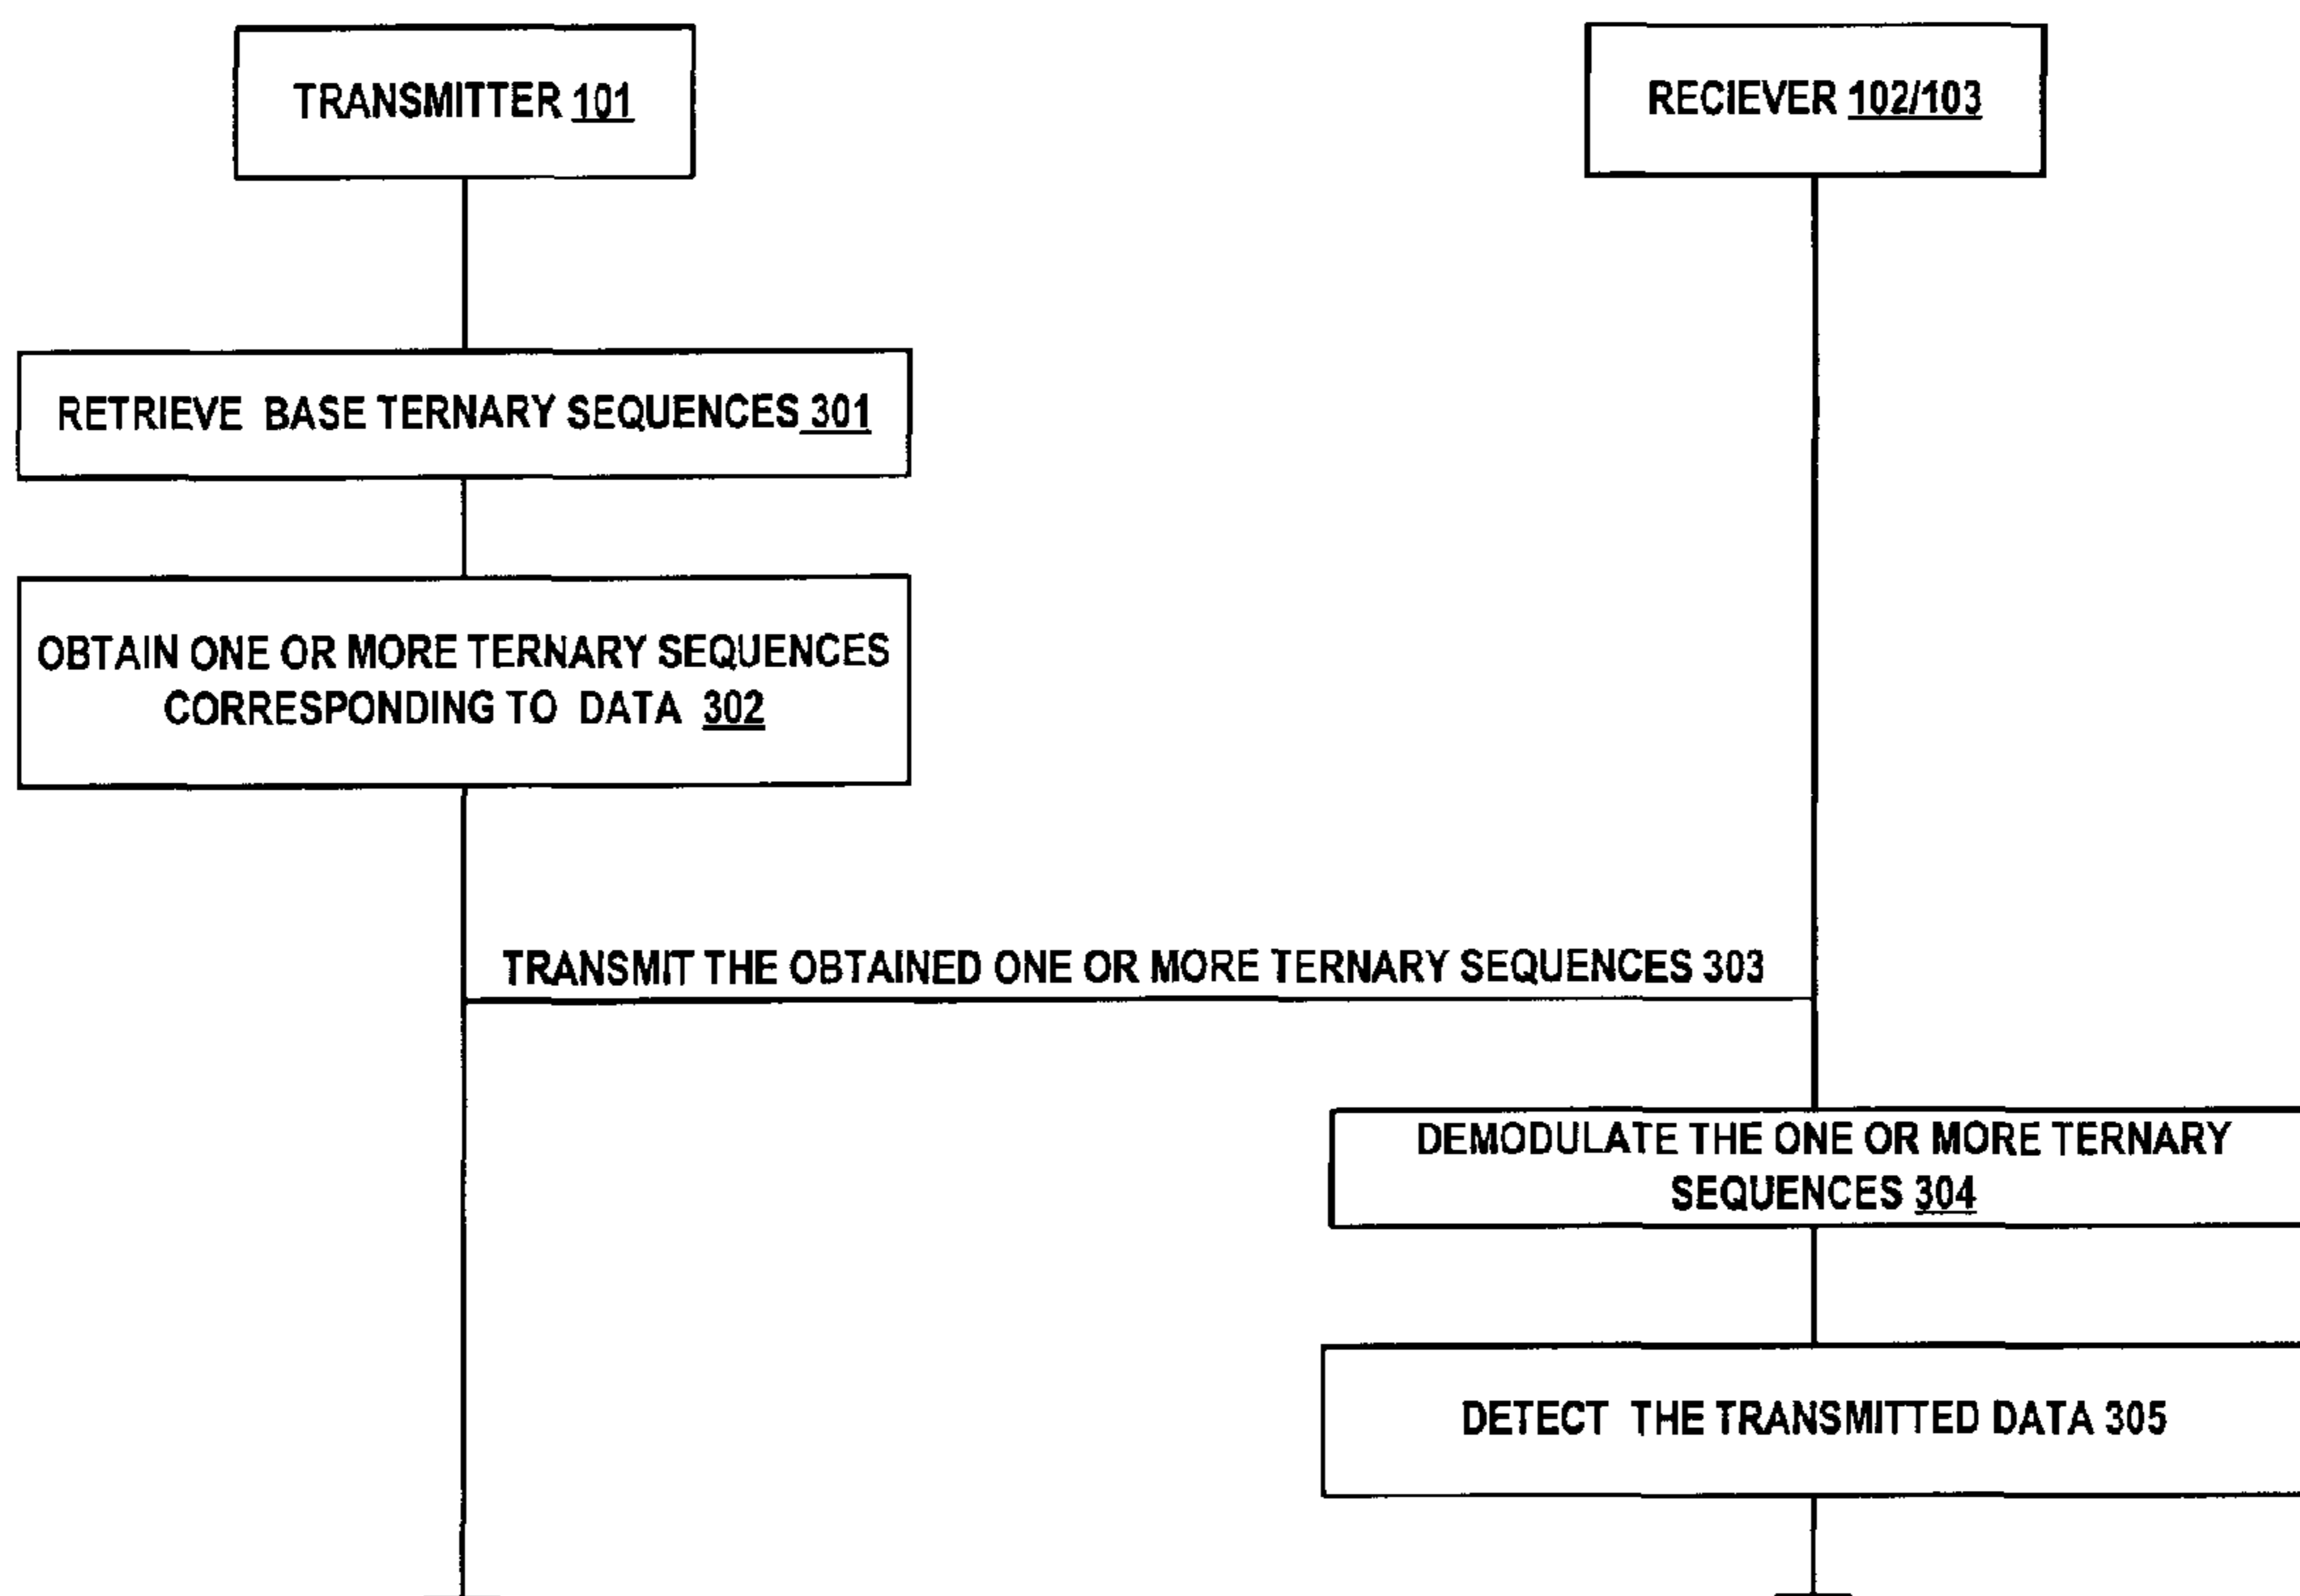 TRANSMITTER 101
RECIEVER 102/103
RETRIEVE BASE TERNARY SEQUENCES 301
OBTAIN ONE OR MORE TERNARY SEQUENCES
CORRESPONDING TO DATA 302
TRANSMIT THE OBTAINED ONE OR MORE TERNARY SEQUENCES 303
DEMODULATE THE ONE OR MORE TERNARY
SEQUENCES 304
DETECT THE TRANSMITTED DATA 305